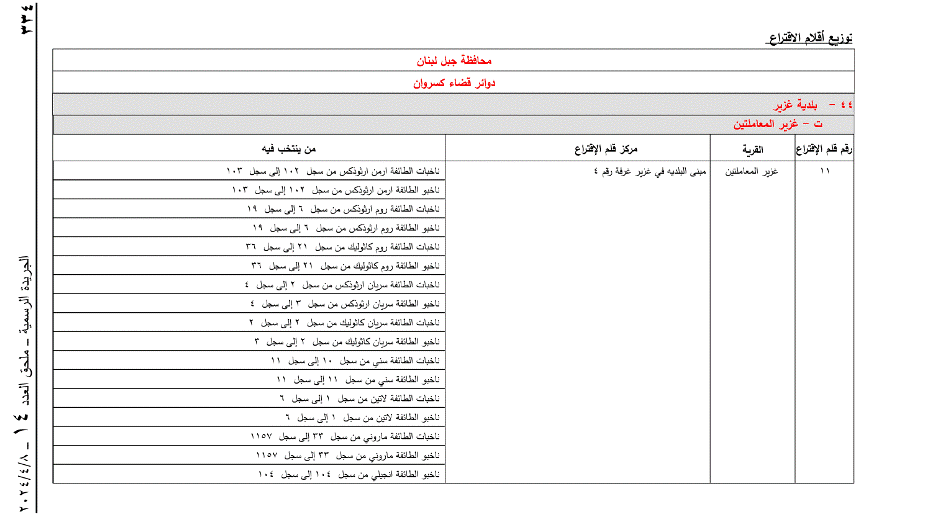 ٣٣٤
توزيع أقلام الاقتراع
محافظة جبل لبنان
دوائر قضاء كسروان
٤٤ - بلدية غزير
ت - غزير المعاملتين
رقم قلم الإقتراع القرية مركز قلم الإقتراع من ينتخب فيه
١١ غزير المعاملتين مبنى البلديه في غزير غرفة رقم ٤ ناخبات الطائفة ارمن ارثوذكس من سجل ١٠٢ إلى سجل ١٠٣
ناخبو الطائفة ارمن ارثوذكس من سجل ١٠٢ إلى سجل ١٠٣
ناخبات الطائفة روم ارثوذكس من سجل ٦ إلى سجل ١٩
ناخبو الطائفة روم ارثوذكس من سجل ٦ إلى سجل ١٩
ناخبات الطائفة روم كاثوليك من سجل ٢١ إلى سجل ٣٦
ناخبو الطائفة روم كاثوليك من سجل ٢١ إلى سجل ٣٦
ناخبات الطائفة سريان ارثوذكس من سجل ٢ إلى سجل ٤
ناخبو الطائفة سريان ارثوذكس من سجل ٣ إلى سجل ٤
ناخبات الطائفة سريان كاثوليك من سجل ٢ إلى سجل ٢
ناخبو الطائفة سريان كاثوليك من سجل ٢ إلى سجل ٣
ناخبات الطائفة سني من سجل ١٠ إلى سجل ١١
ناخبو الطائفة سني من سجل ١١ إلى سجل ١١
ناخبات الطائفة لاتين من سجل ١ إلى سجل ٦
ناخبو الطائفة لاتين من سجل ١ إلى سجل ٦
ناخبات الطائفة ماروني من سجل ٣٣ إلى سجل ١١٥٧
ناخبو الطائفة ماروني من سجل ٣٣ إلى سجل ١١٥٧
ناخبو الطائفة انجيلي من سجل ١٠٤ إلى سجل ١٠٤
الجريدة الرسمية - ملحق العدد ١٤ - ٢٠٢٤/٤/٨